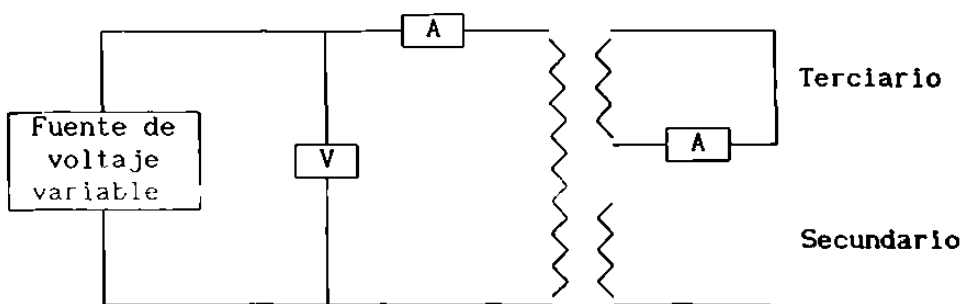 A
Terciario
Fuente de
voltaje
variable
V
A
Secundario